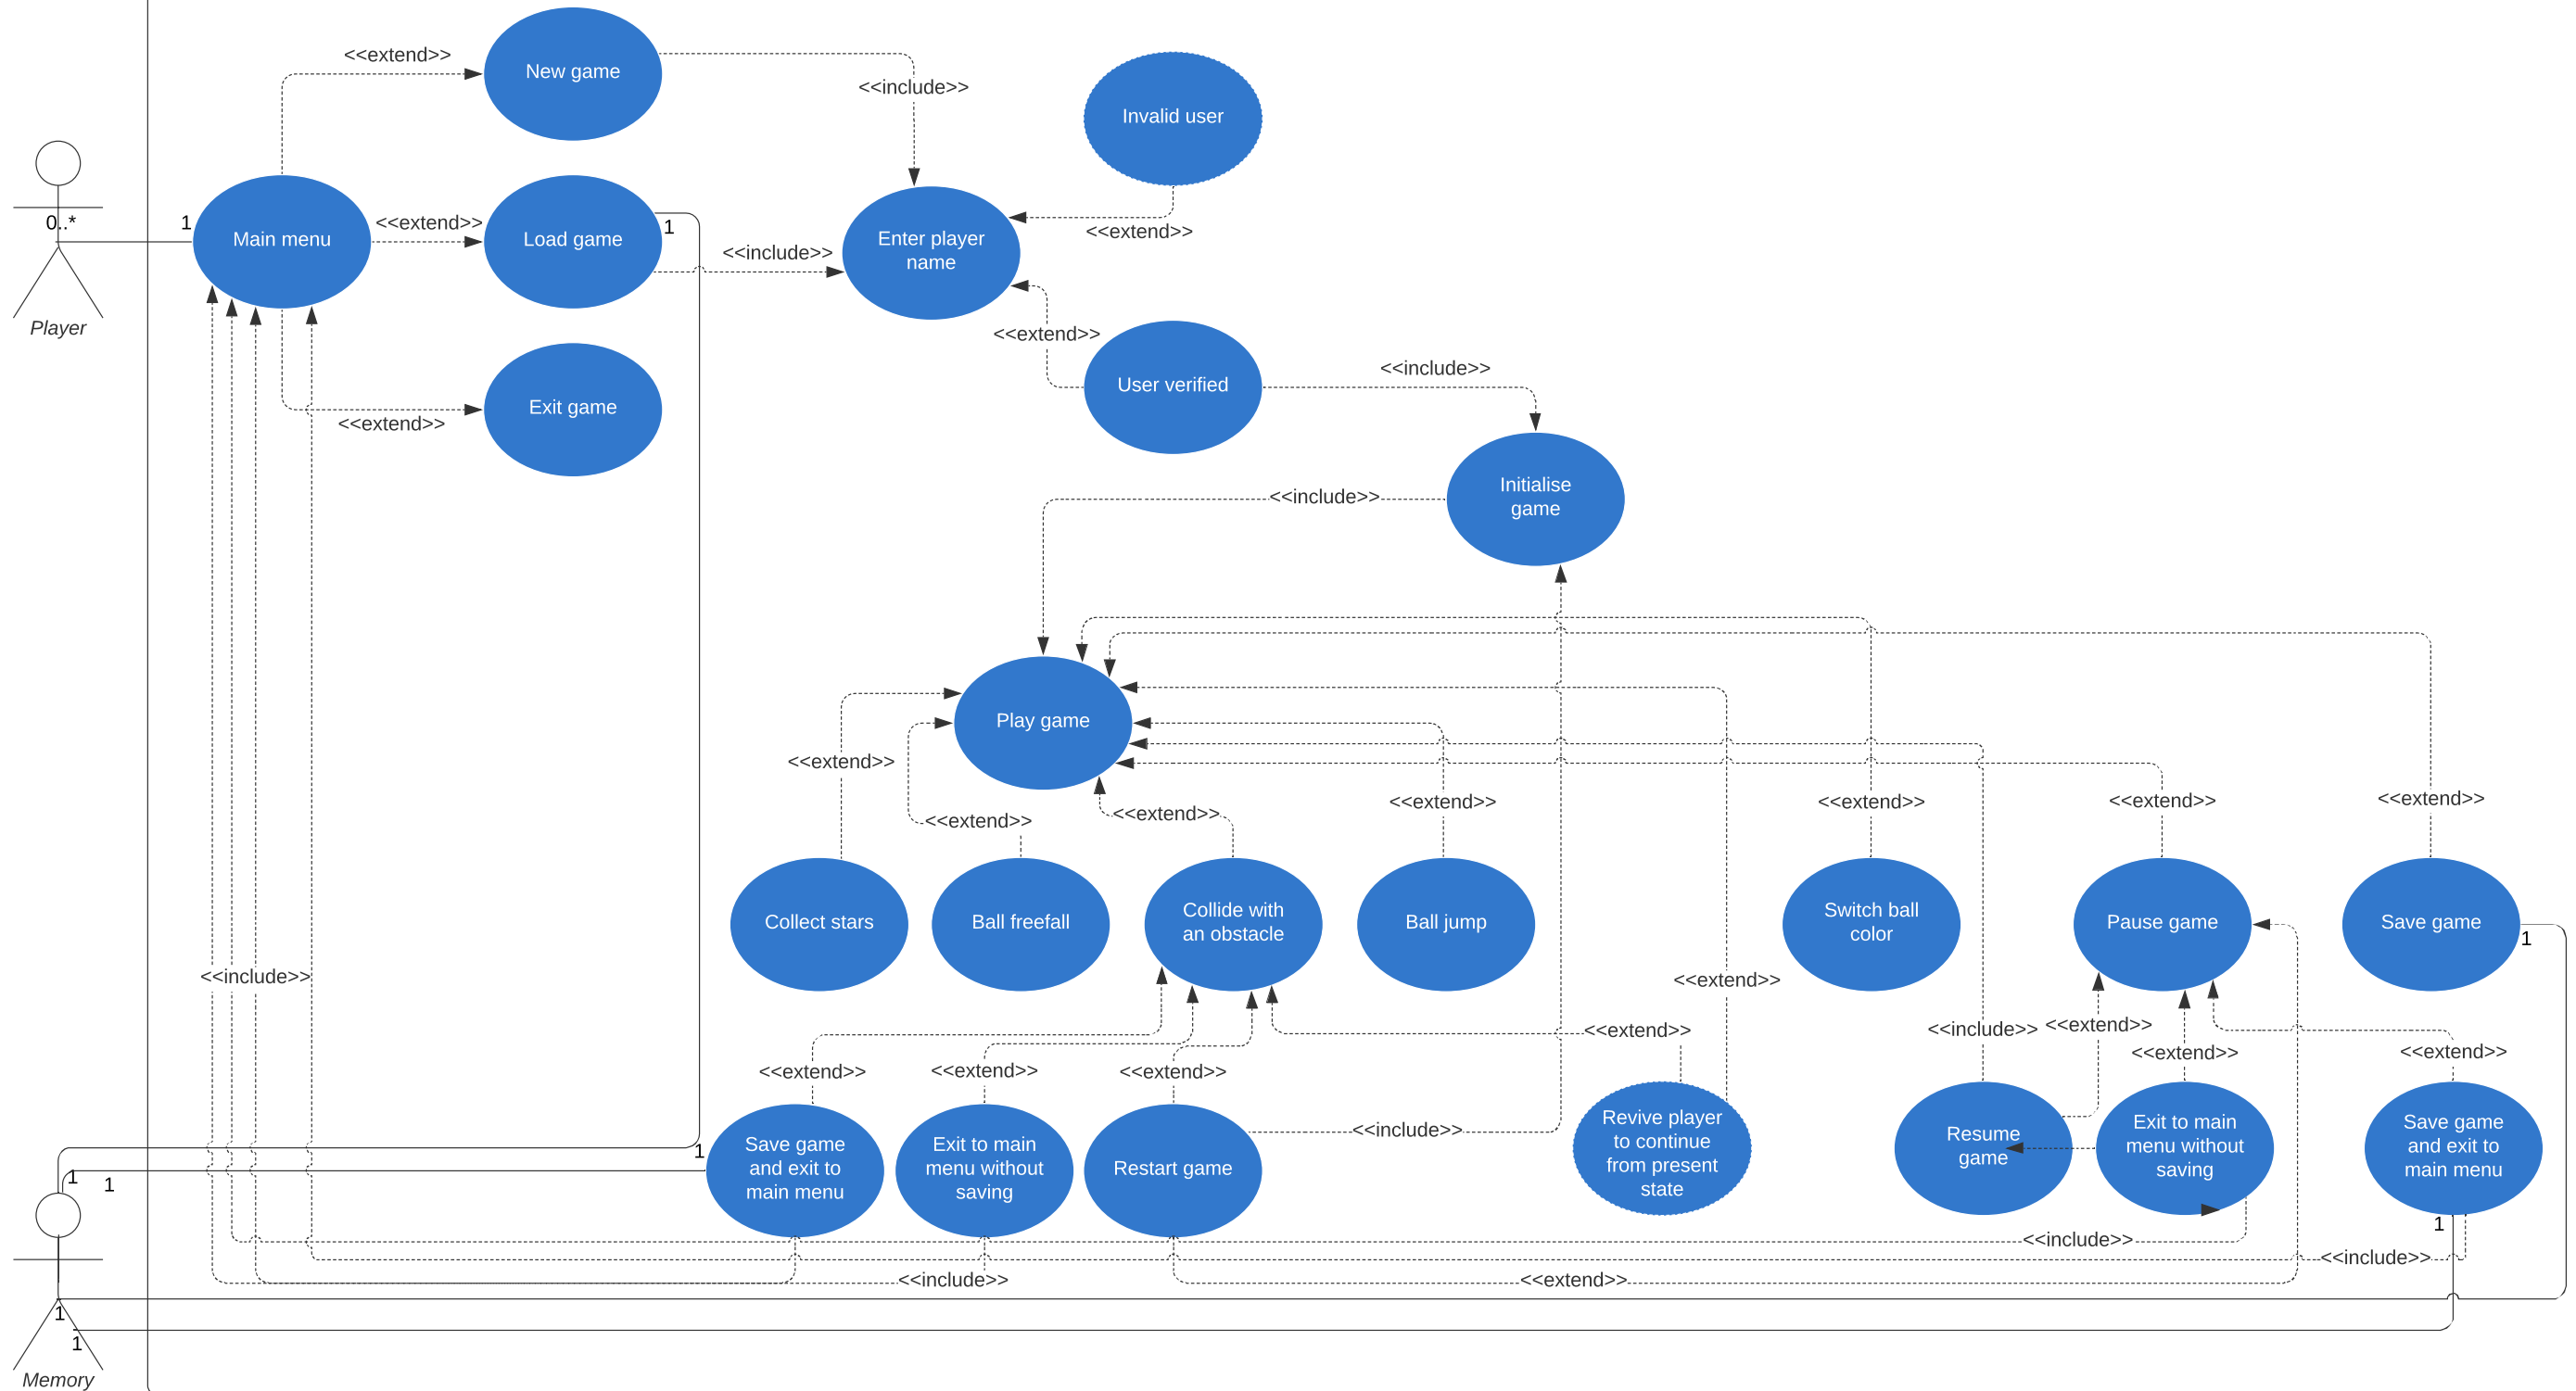 <<extend>>
New game
<<include>>
Invalid user
0..*
1
Main menu
<<extend>>
Load game
1
<<include>>
Enter player
name
<<extend>>
Player
<<extend>>
Exit game
<<extend>>
User verified
<<include>>
Initialise
game
<<include>>
Play game
<<extend>>
<<extend>>
<<extend>>
<<extend>>
<<extend>>
<<extend>>
<<extend>>
Collect stars
Ball freefall
Collide with
an obstacle
Ball jump
Switch ball
color
Pause game
Save game
1
<<include>>
<<extend>>
<<extend>>
<<include>>
<<extend>>
<<extend>>
<<extend>>
<<extend>>
<<extend>>
<<extend>>
<<extend>>
1
Save game
and exit to
main menu
Exit to main
menu without
saving
Restart game
<<include>>
Revive player
to continue
from present
state
Resume
game
Exit to main
menu without
saving
Save game
and exit to
main menu
1
1
1
<<include>>
<<include>>
<<include>>
<<extend>>
1
1
Memory